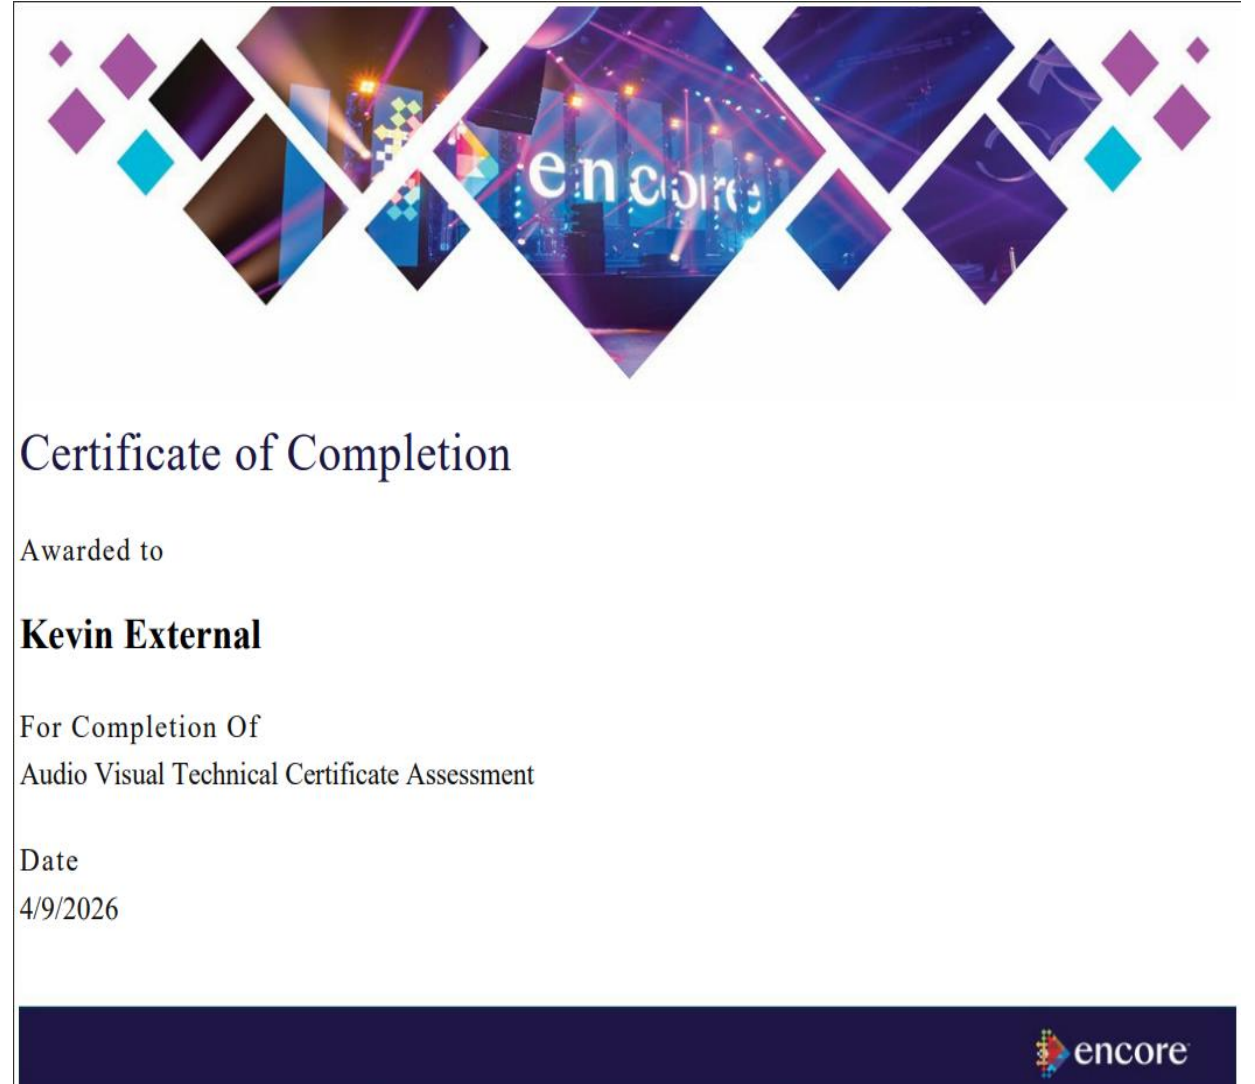 encore
Certificate of Completion
Awarded to
Kevin External
For Completion Of
Audio Visual Technical Certificate Assessment
Date
4/9/2026
encore